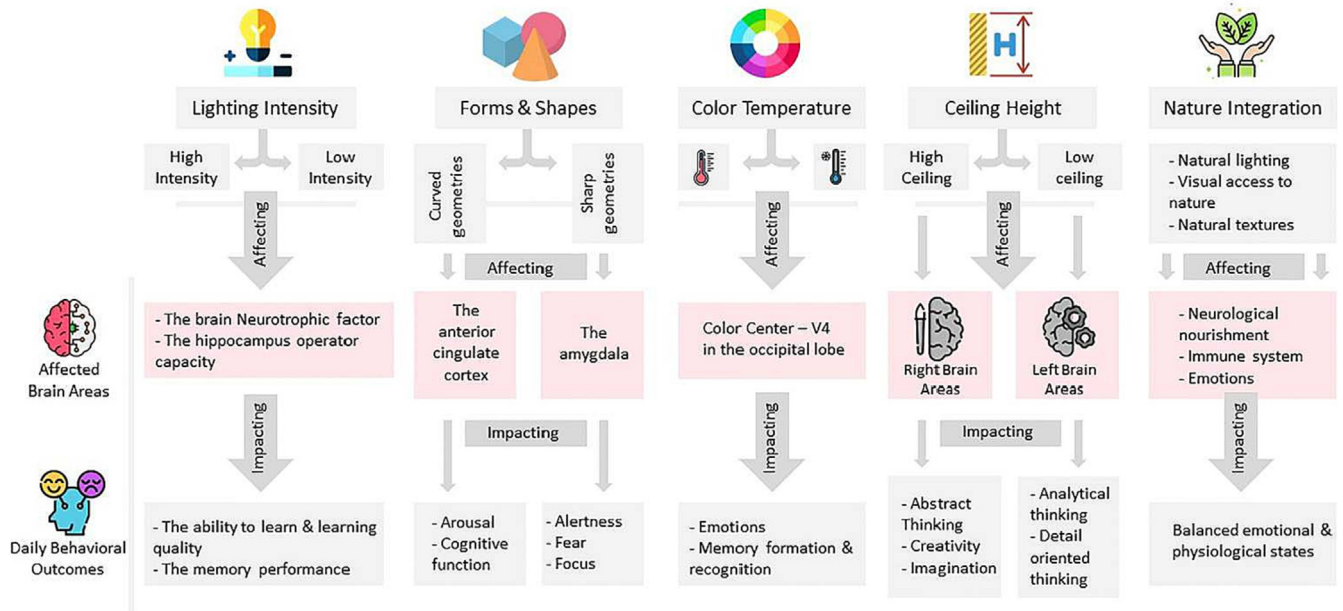 H
Lighting Intensity
High
Intensity
Low
Intensity
Affecting
- The brain Neurotrophic factor
- The hippocampus operator
capacity
Impacting
- The ability to learn & learning
quality
- The memory performance
Forms & Shapes
Curved
geometries
Sharp
geometries
Affecting
The
anterior
cingulate
cortex
The
amygdala
Impacting
- Arousal
- Cognitive
function
- Alertness
- Fear
- Focus
Color Temperature
Affecting
Color Center – V4
in the occipital lobe
Impacting
- Emotions
- Memory formation &
recognition
Ceiling Height
High
Ceiling
Low
ceiling
Affecting
Right Brain
Areas
Left Brain
Areas
Impacting
- Abstract
Thinking
- Creativity
- Imagination
- Analytical
thinking
- Detail
oriented
thinking
Nature Integration
- Natural lighting
- Visual access to
nature
- Natural textures
Affecting
- Neurological
nourishment
- Immune system
- Emotions
Impacting
Balanced emotional &
physiological states
Affected
Brain Areas
Daily Behavioral
Outcomes